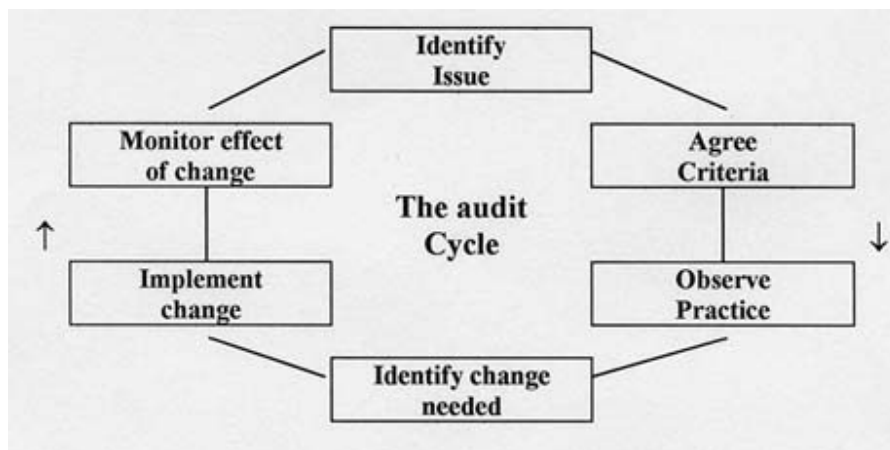 Identify
Issue
Monitor effect
of change
Agree
Criteria
The audit
Cycle
↑
↓
Implement
change
Observe
Practice
Identify change
needed